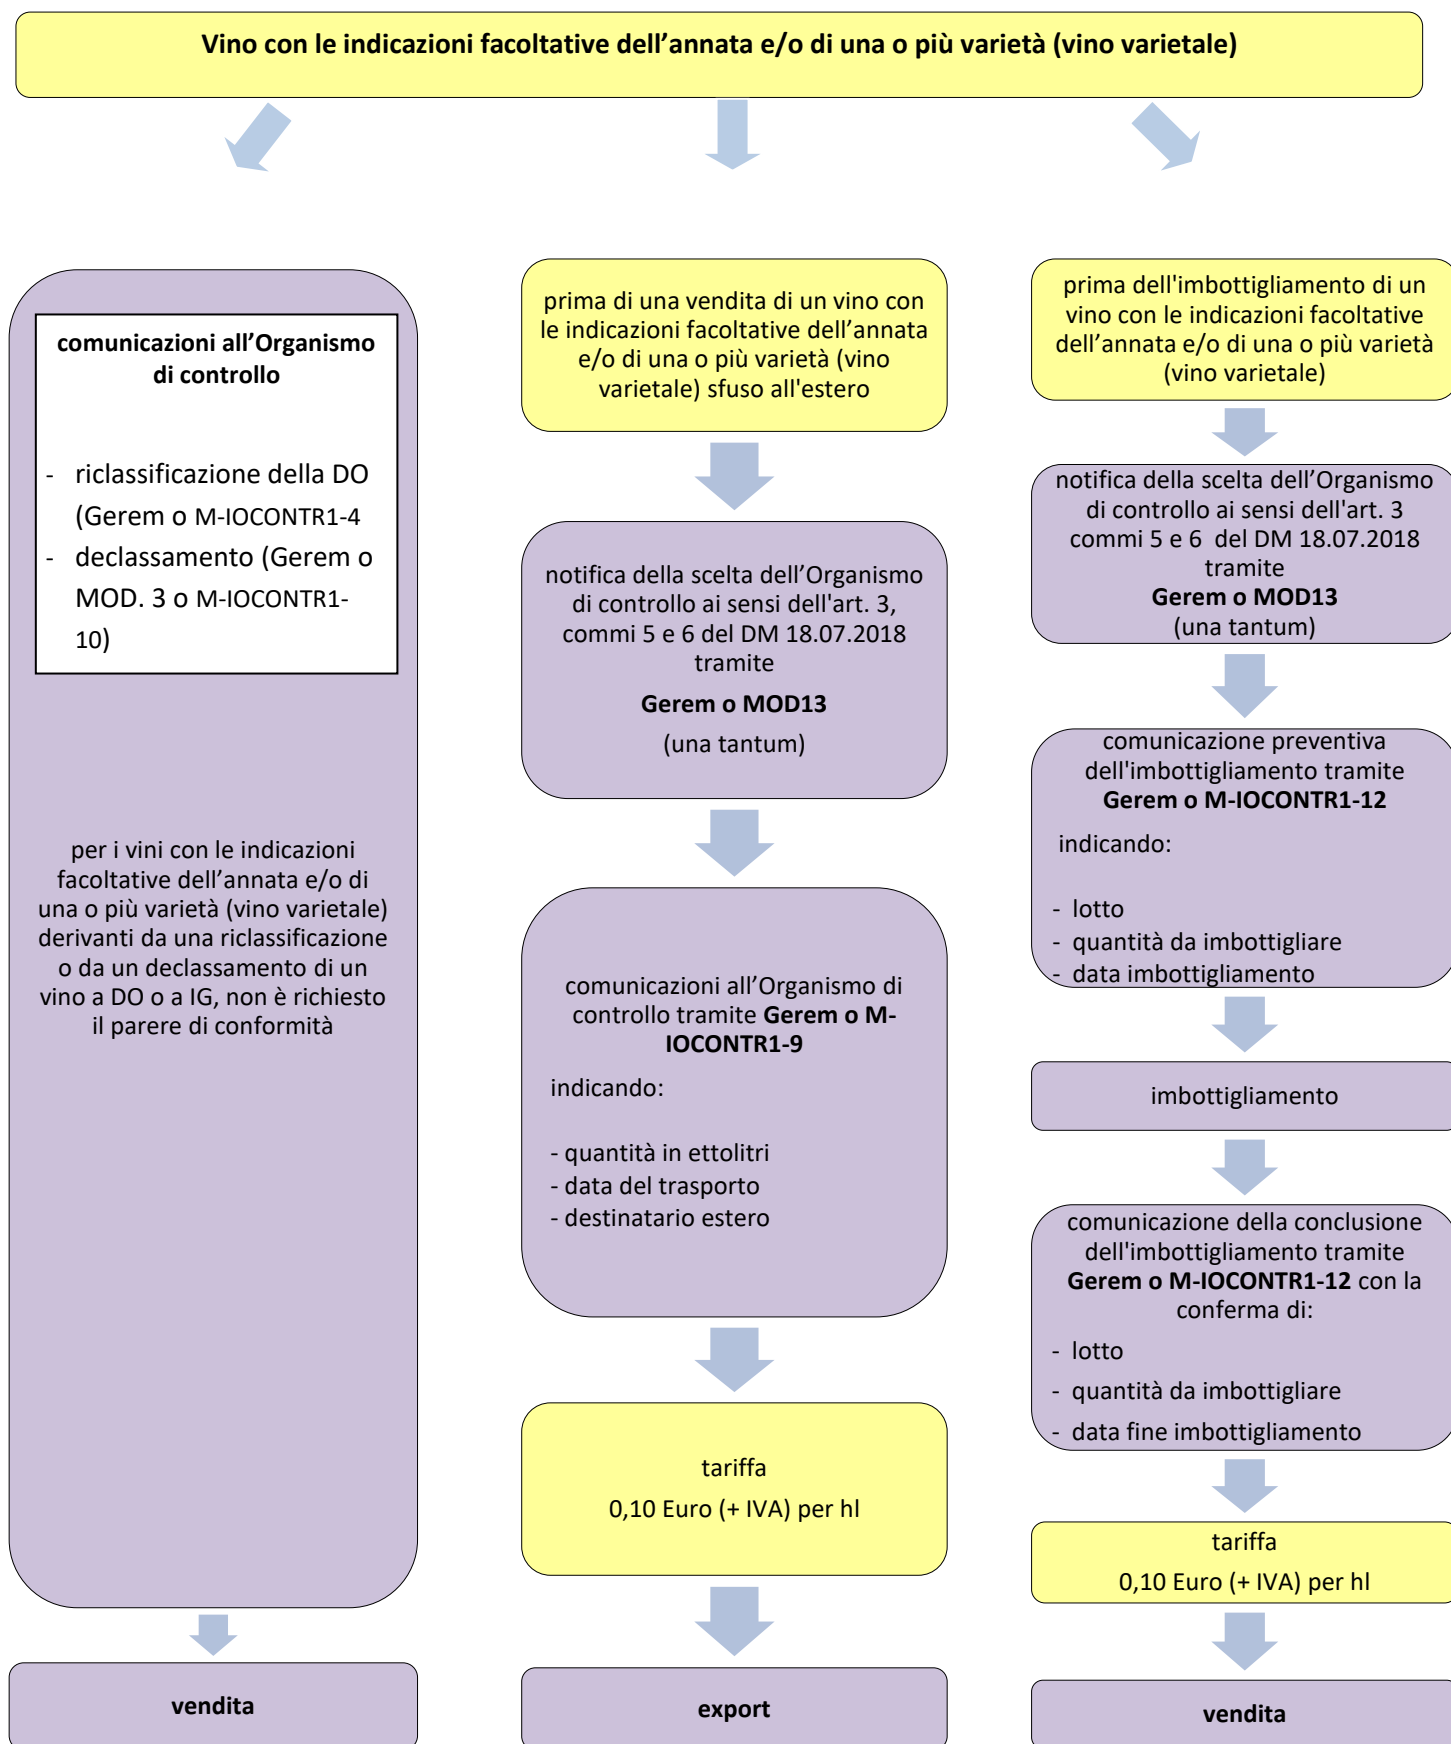 Vino con le indicazioni facoltative dell’annata e/o di una o più varietà (vino varietale)
comunicazioni all’Organismo
di controllo
- riclassificazione della DO
(Gerem o M-IOCONTR1-4
- declassamento (Gerem o
MOD. 3 o M-IOCONTR1-
10)
per i vini con le indicazioni
facoltative dell’annata e/o di
una o più varietà (vino varietale)
derivanti da una riclassificazione
o da un declassamento di un
vino a DO o a IG, non è richiesto
il parere di conformità
vendita
prima di una vendita di un vino con
le indicazioni facoltative dell’annata
e/o di una o più varietà (vino
varietale) sfuso all'estero
notifica della scelta dell’Organismo
di controllo ai sensi dell'art. 3,
commi 5 e 6 del DM 18.07.2018
tramite
Gerem o MOD13
(una tantum)
comunicazioni all’Organismo di
controllo tramite Gerem o M-
IOCONTR1-9
indicando:
- quantità in ettolitri
- data del trasporto
- destinatario estero
tariffa
0,10 Euro (+ IVA) per hl
export
prima dell'imbottigliamento di un
vino con le indicazioni facoltative
dell’annata e/o di una o più varietà
(vino varietale)
notifica della scelta dell’Organismo
di controllo ai sensi dell'art. 3
commi 5 e 6 del DM 18.07.2018
tramite
Gerem o MOD13
(una tantum)
comunicazione preventiva
dell'imbottigliamento tramite
Gerem o M-IOCONTR1-12
indicando:
- lotto
- quantità da imbottigliare
- data imbottigliamento
imbottigliamento
comunicazione della conclusione
dell'imbottigliamento tramite
Gerem o M-IOCONTR1-12 con la
conferma di:
- lotto
- quantità da imbottigliare
- data fine imbottigliamento
tariffa
0,10 Euro (+ IVA) per hl
vendita